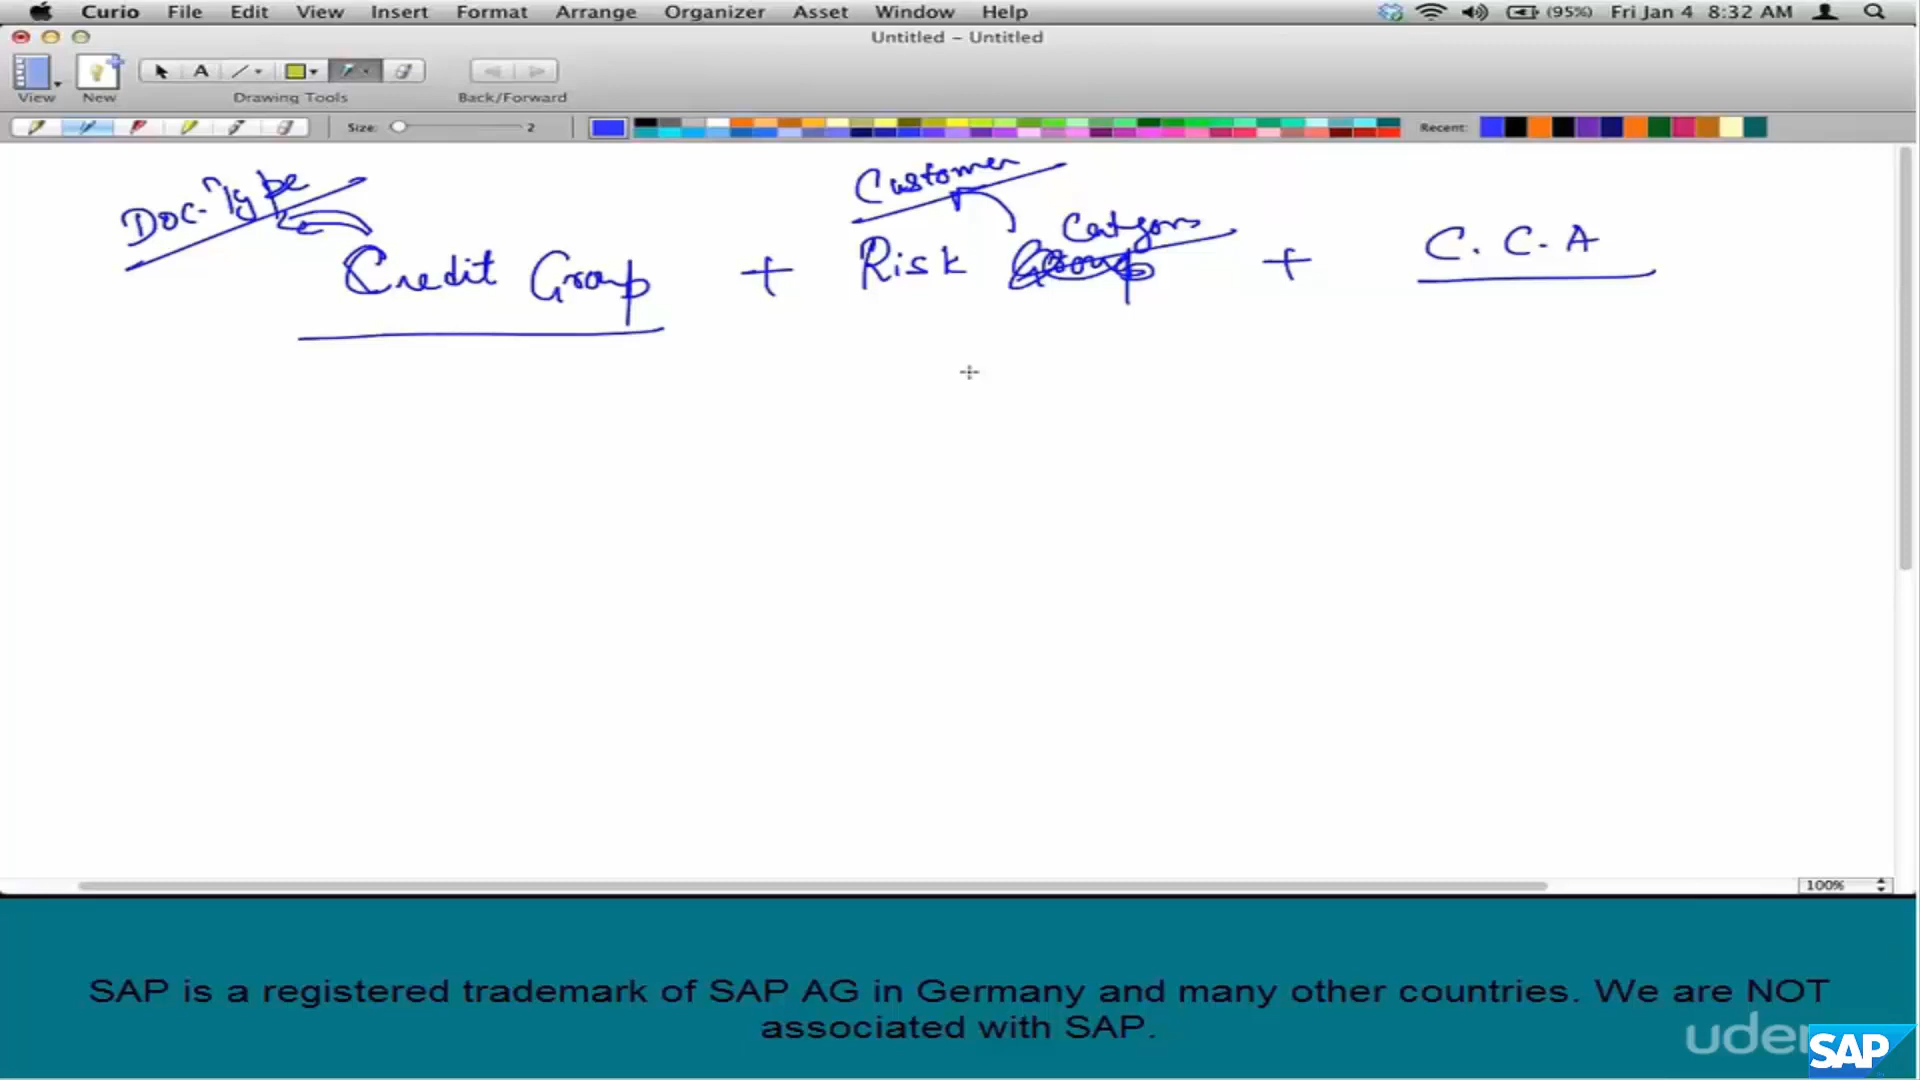 Curio File Edit View Insert Format Arrange Organizer Asset Window Help (95%) Fri Jan 4 8:32 AM
Untitled – Untitled
A
View New Drawing Tools Back/Forward
Size: 2 Recent:
Doc-Type
Customer
Category
Credit Group + Risk Group + C.C.A
100%
SAP is a registered trademark of SAP AG in Germany and many other countries. We are NOT
associated with SAP.
SAP